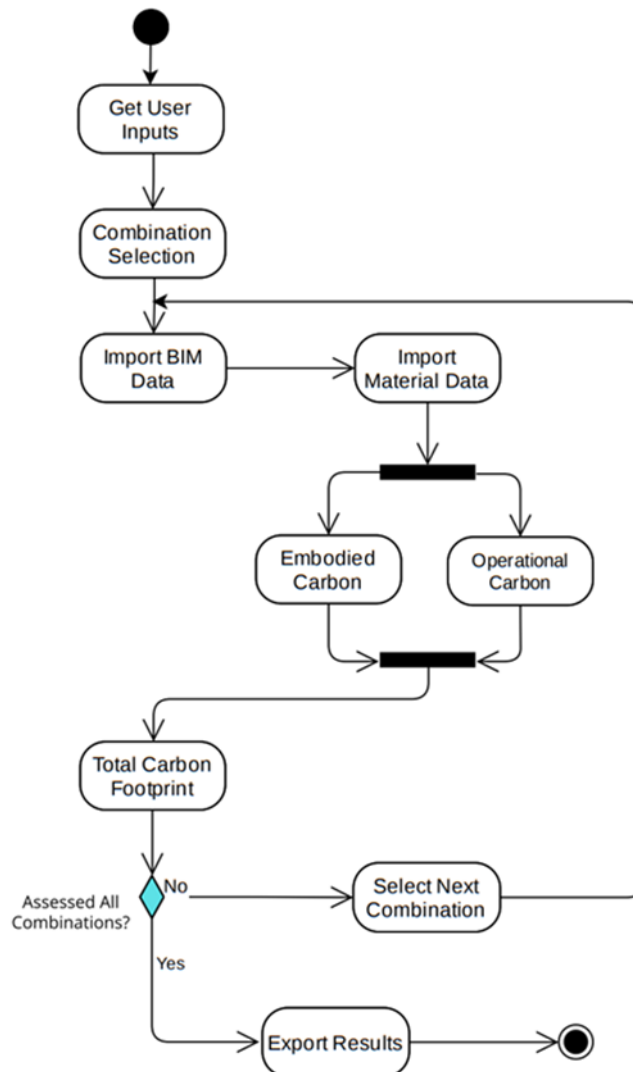 Get User
Inputs
Combination
Selection
Import BIM
Data
Import
Material Data
Embodied
Carbon
Operational
Carbon
Total Carbon
Footprint
Assessed All
Combinations?
No
Select Next
Combination
Yes
Export Results